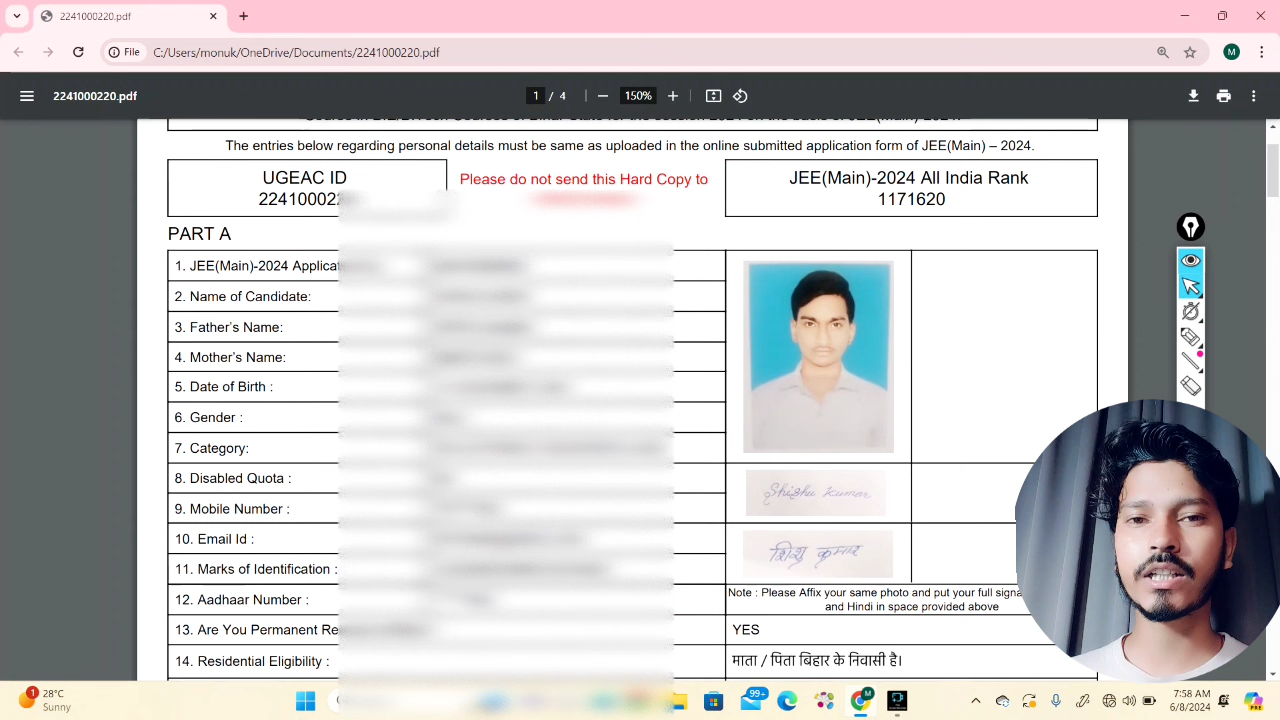 2241000220.pdf
File
C:/Users/monuk/OneDrive/Documents/2241000220.pdf
M
2241000220.pdf
1 / 4
150%
The entries below regarding personal details must be same as uploaded in the online submitted application form of JEE(Main) – 2024.
UGEAC ID
Please do not send this Hard Copy to
JEE(Main)-2024 All India Rank
1171620
PART A
1. JEE(Main)-2024
2. Name of Candidate:
3. Father's Name:
4. Mother's Name:
5. Date of Birth :
6. Gender :
7. Category:
8. Disabled Quota :
Shishu Kumar
9. Mobile Number :
10. Email Id :
शिशु कुमार
11. Marks of Identification :
12. Aadhaar Number :
Note : Please Affix your same photo and put your full
and Hindi in space provided above
13. Are You Permanent
YES
14. Residential Eligibility :
माता / पिता बिहार के निवासी है।
1
28°C
Sunny
99+
M
7:58 AM
6/8/2024